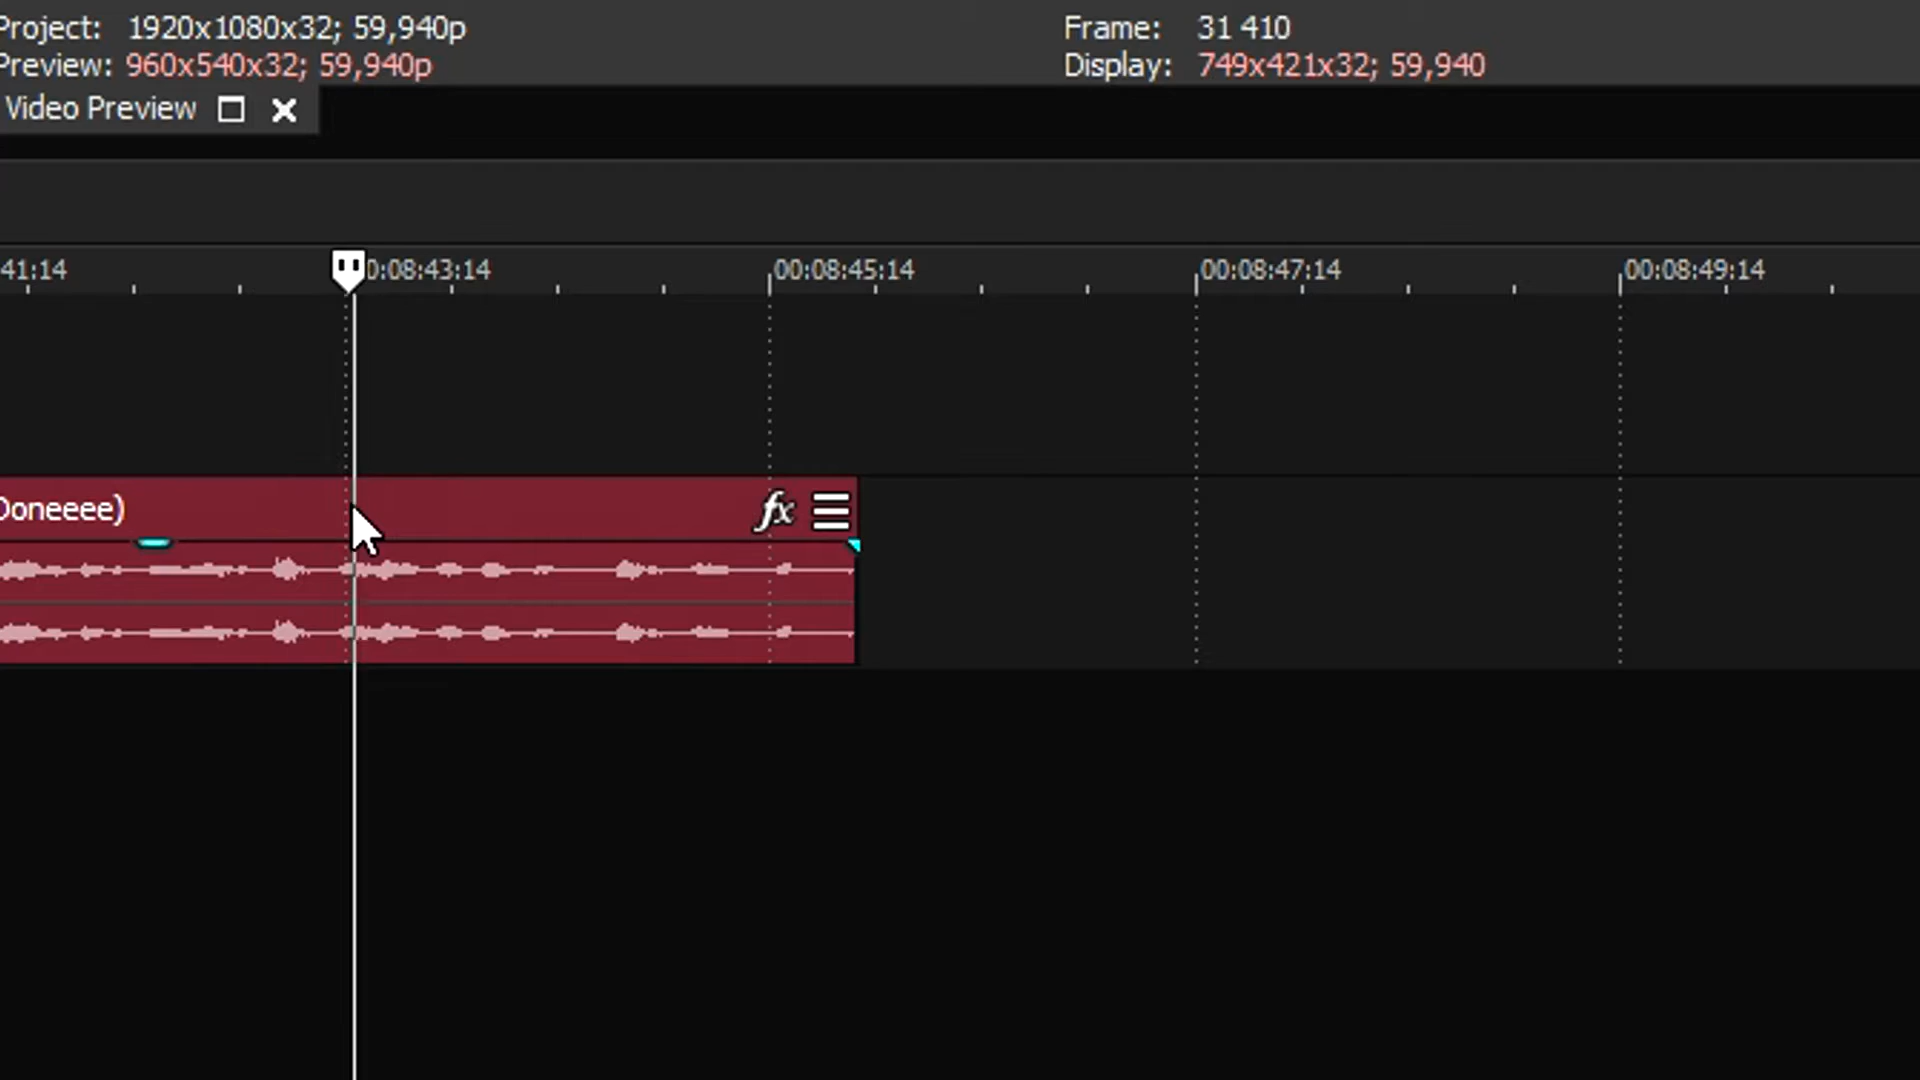 Project: 1920x1080x32; 59,940p
Frame: 31 410
Preview: 960x540x32; 59,940p
Display: 749x421x32; 59,940
Video Preview
41:14 0:08:43:14 00:08:45:14 00:08:47:14 00:08:49:14
Doneeee) fx